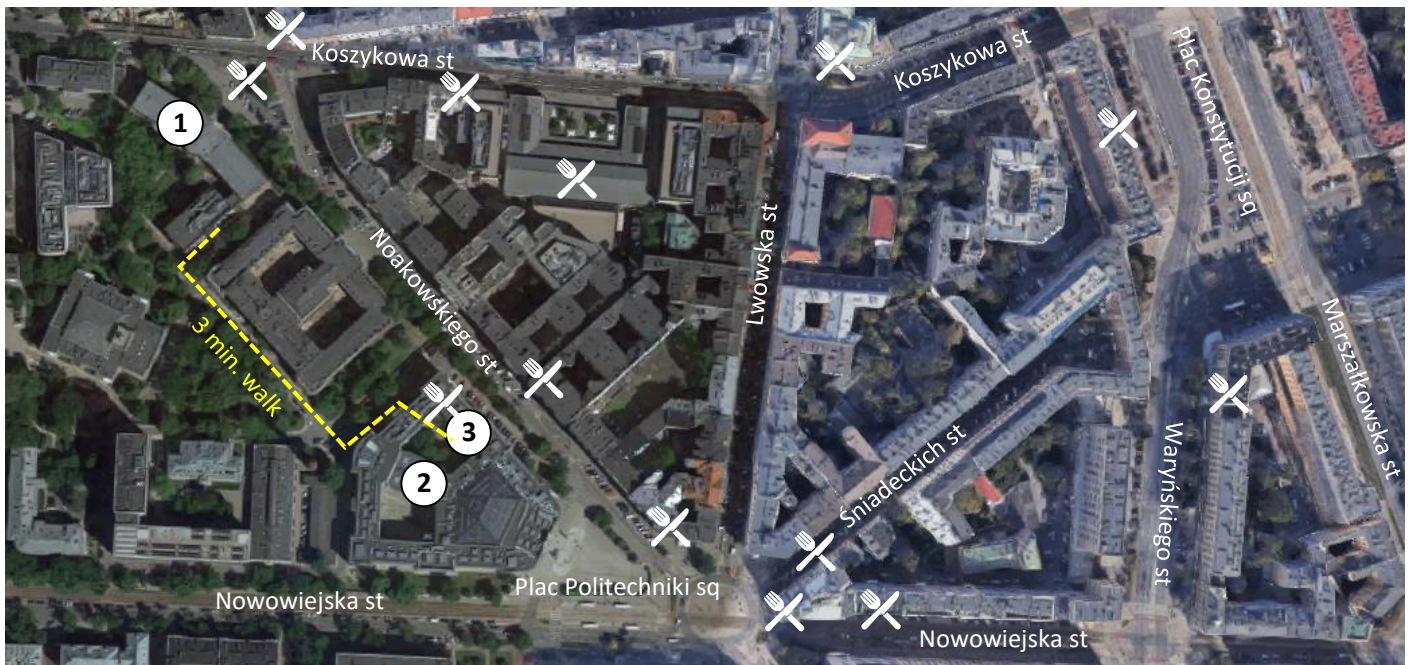 Koszykowa st
Koszykowa st
Plac Konstytucji sq
1
Noakowskiego st
Lwowska st
3 min. walk
Marszałkowska st
3
2
Śniadeckich st
Waryńskiego st
Plac Politechniki sq
Nowowiejska st
Nowowiejska st